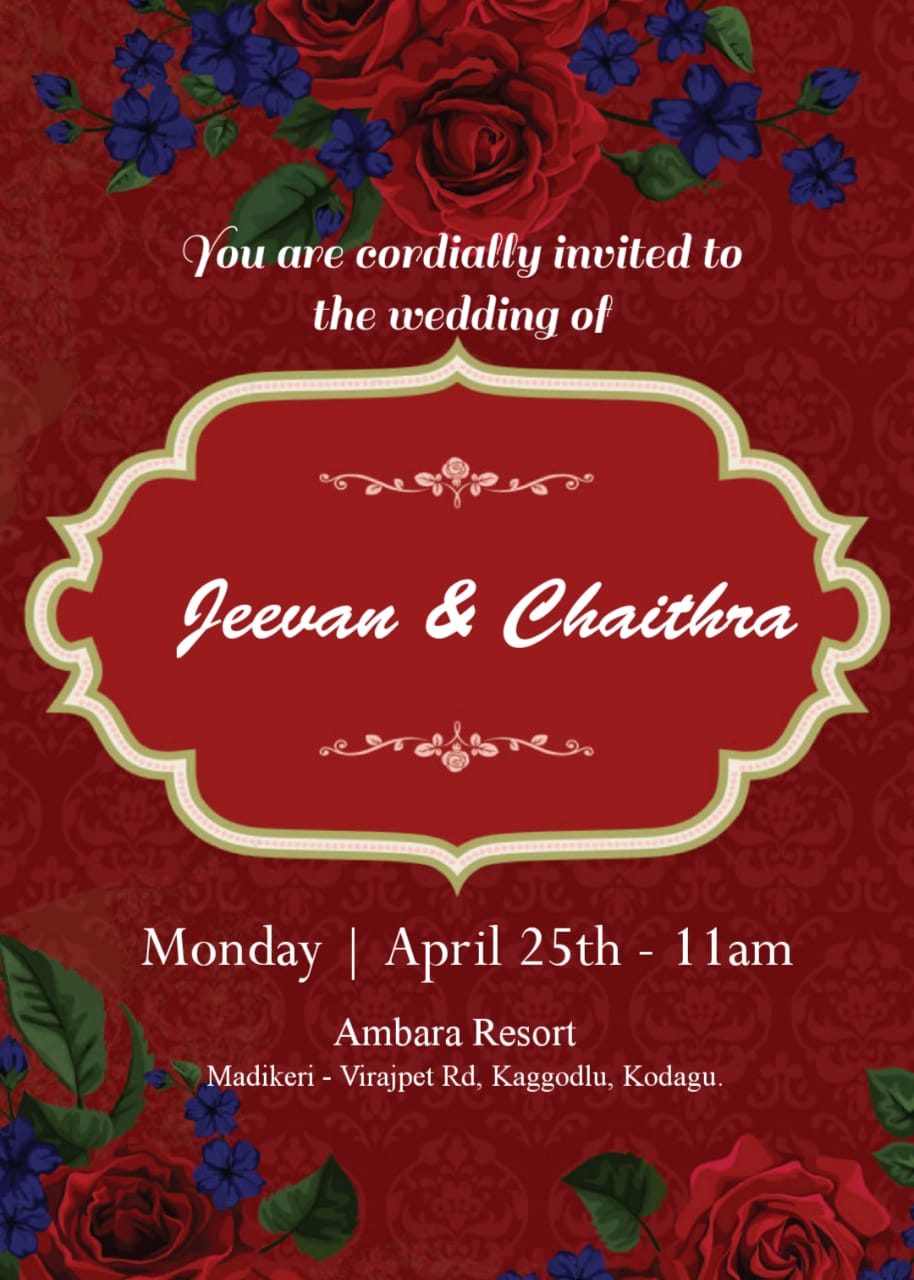 You are cordially invited to
the wedding of
Jeevan & Chaithra
Monday | April 25th - 11am
Ambara Resort
Madikeri - Virajpet Rd, Kaggodlu, Kodagu.